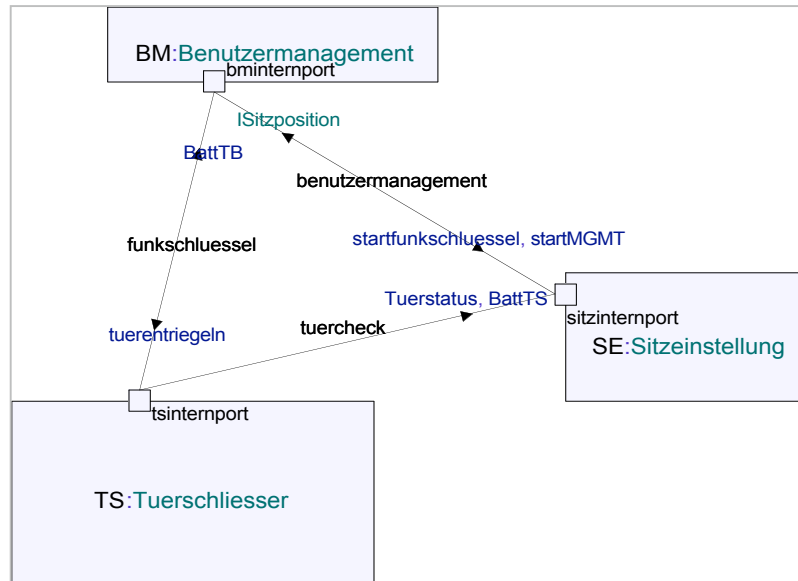 BM:Benutzermanagement
bminternport
ISitzposition
BattTB
benutzermanagement
funkschluessel
startfunkschluessel, startMGMT
Tuerstatus, BattTS
sitzinternport
tuercheck
tuerentriegeln
SE:Sitzeinstellung
tsinternport
TS:Tuerschliesser